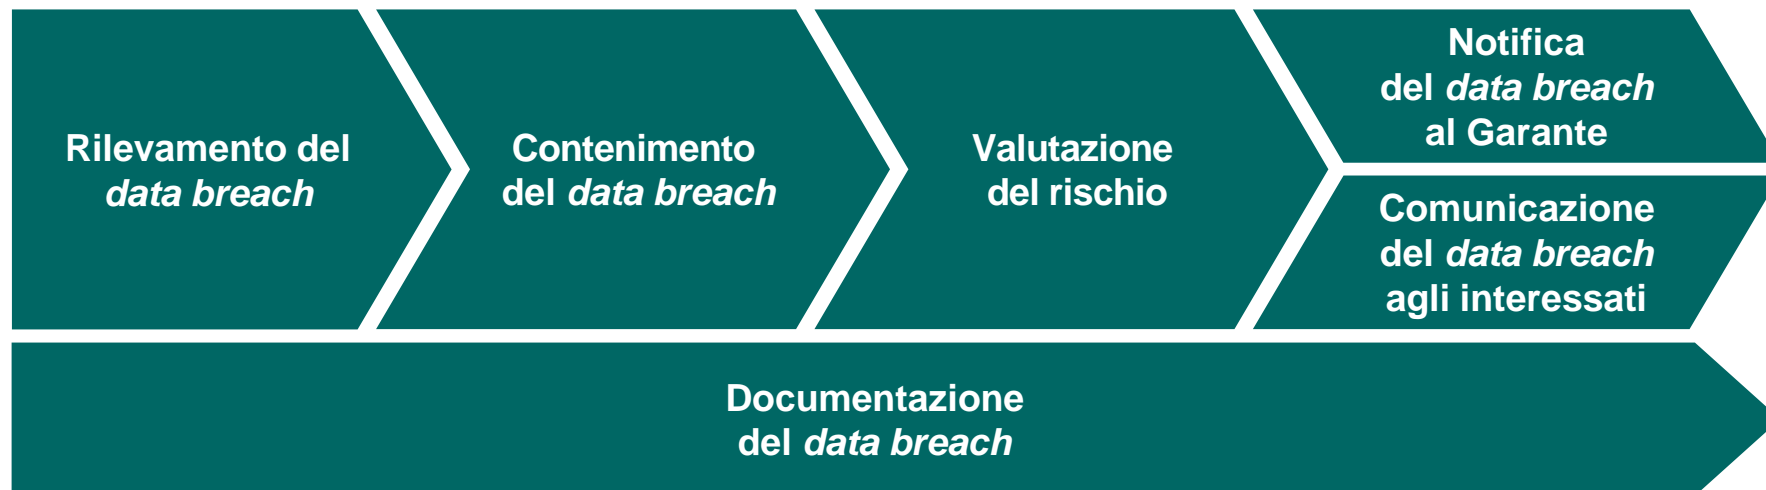 Rilevamento del
data breach
Contenimento
del data breach
Valutazione
del rischio
Notifica
del data breach
al Garante
Comunicazione
del data breach
agli interessati
Documentazione
del data breach